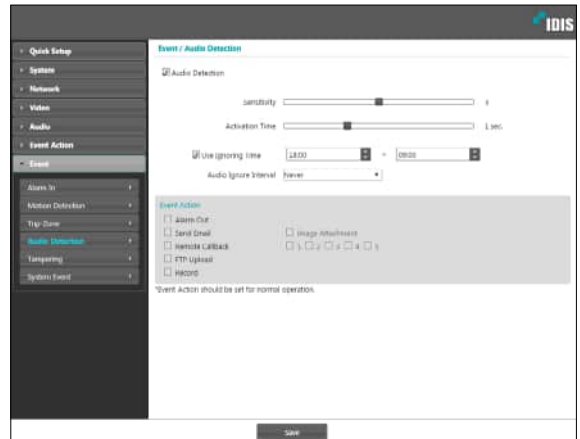 IDIS
Quick Setup
System
Network
Video
Audio
Event Action
Event
Alarm In
Motion Detection
Trip-Zone
Audio Detection
Tampering
System Event
Event / Audio Detection
Audio Detection
Sensitivity
Activation Time 1 sec.
Use Ignoring Time 18:00 ~ 09:00
Audio Ignore Interval Never
Event Action
Alarm Out
Send Email Image Attachment
Remote Callback 1 2 3 4 5
FTP Upload
Record
*Event Action should be set for normal operation.
Save